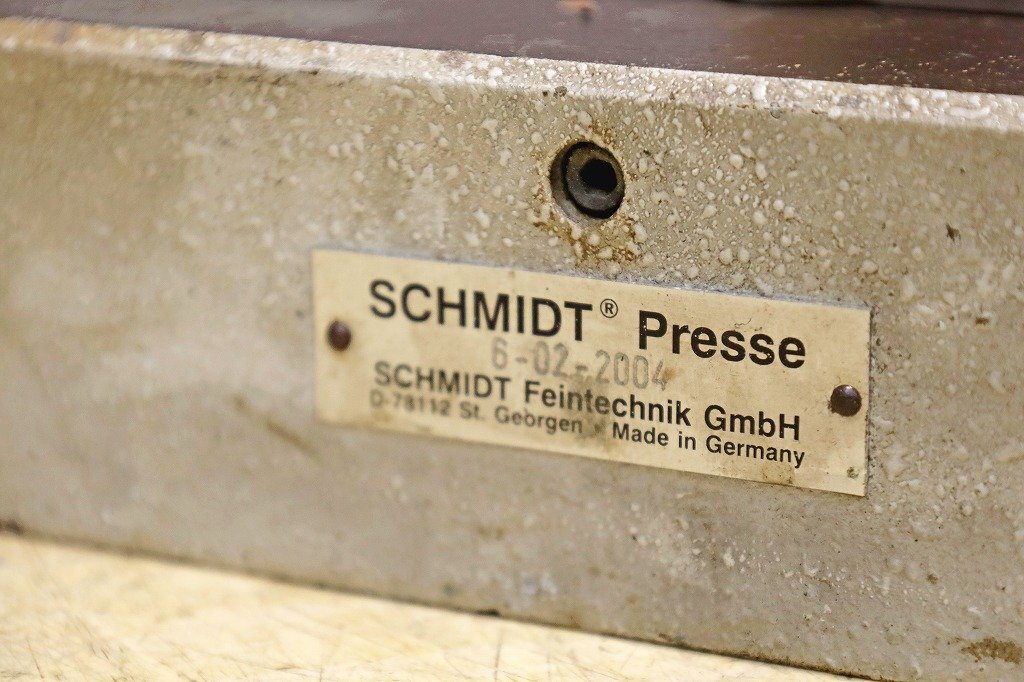 SCHMIDT® Presse
6-02-2004
SCHMIDT Feintechnik GmbH
D-78112 St. Georgen · Made in Germany